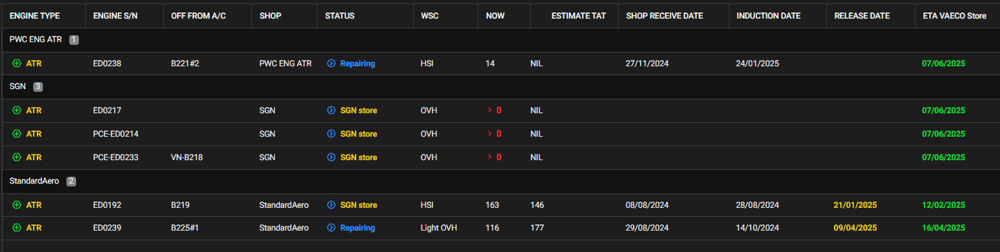 ENGINE TYPE ENGINE S/N OFF FROM A/C SHOP STATUS WSC NOW ESTIMATE TAT SHOP RECEIVE DATE INDUCTION DATE RELEASE DATE ETA VAECO Store
PWC ENG ATR 1
ATR ED0238 B221#2 PWC ENG ATR Repairing HSI 14 NIL 27/11/2024 24/01/2025 07/06/2025
SGN 3
ATR ED0217 SGN SGN store OVH > 0 NIL 07/06/2025
ATR PCE-ED0214 SGN SGN store OVH > 0 NIL 07/06/2025
ATR PCE-ED0233 VN-B218 SGN SGN store OVH > 0 NIL 07/06/2025
StandardAero 2
ATR ED0192 B219 StandardAero SGN store HSI 163 146 08/08/2024 28/08/2024 21/01/2025 12/02/2025
ATR ED0239 B225#1 StandardAero Repairing Light OVH 116 177 29/08/2024 14/10/2024 09/04/2025 16/04/2025